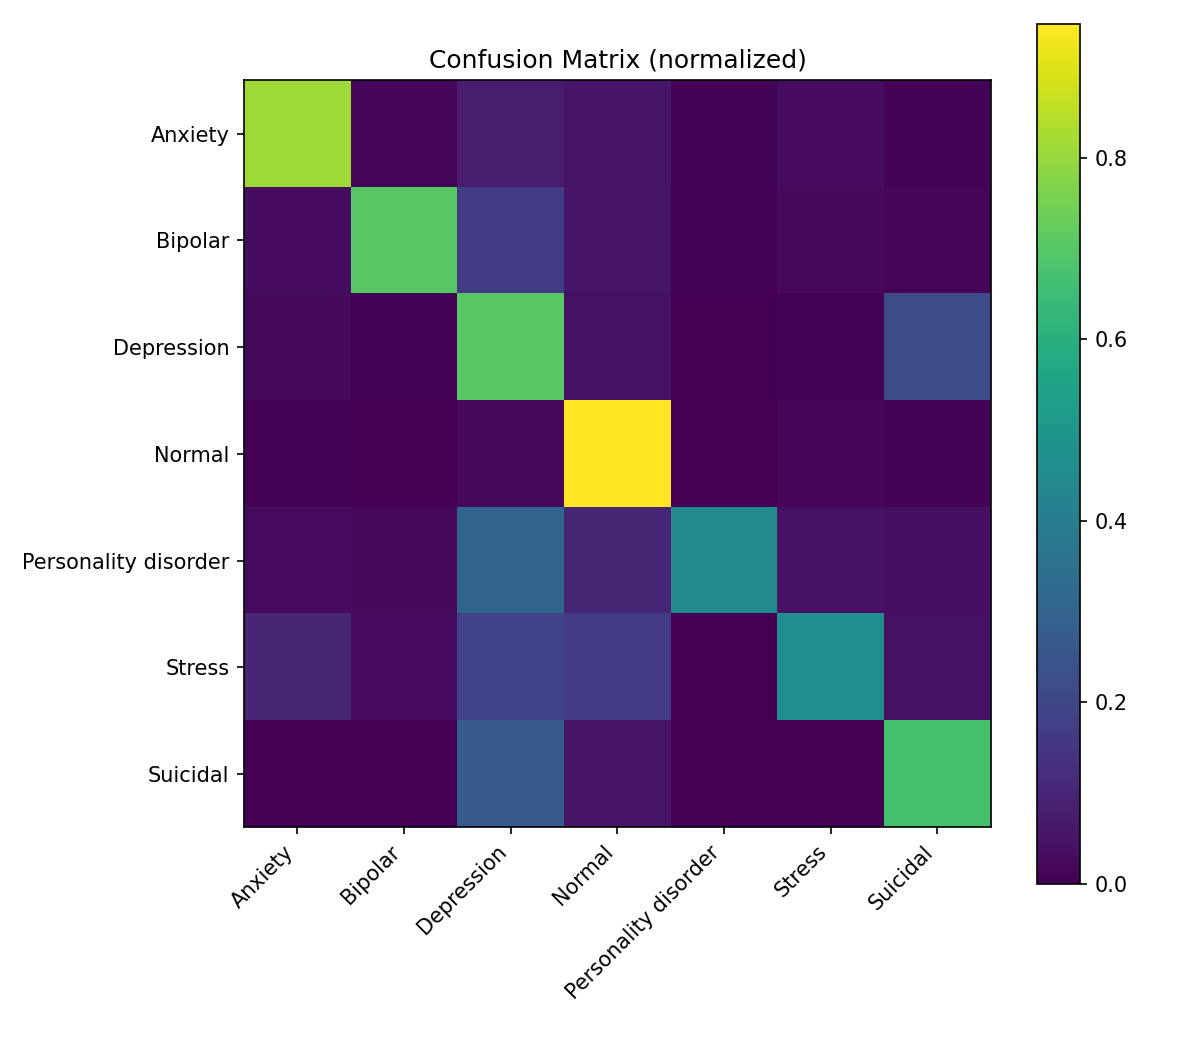 Confusion Matrix (normalized)
Anxiety
Bipolar
Depression
Normal
Personality disorder
Stress
Suicidal
Anxiety
Bipolar
Depression
Normal
Personality disorder
Stress
Suicidal
0.8
0.6
0.4
0.2
0.0